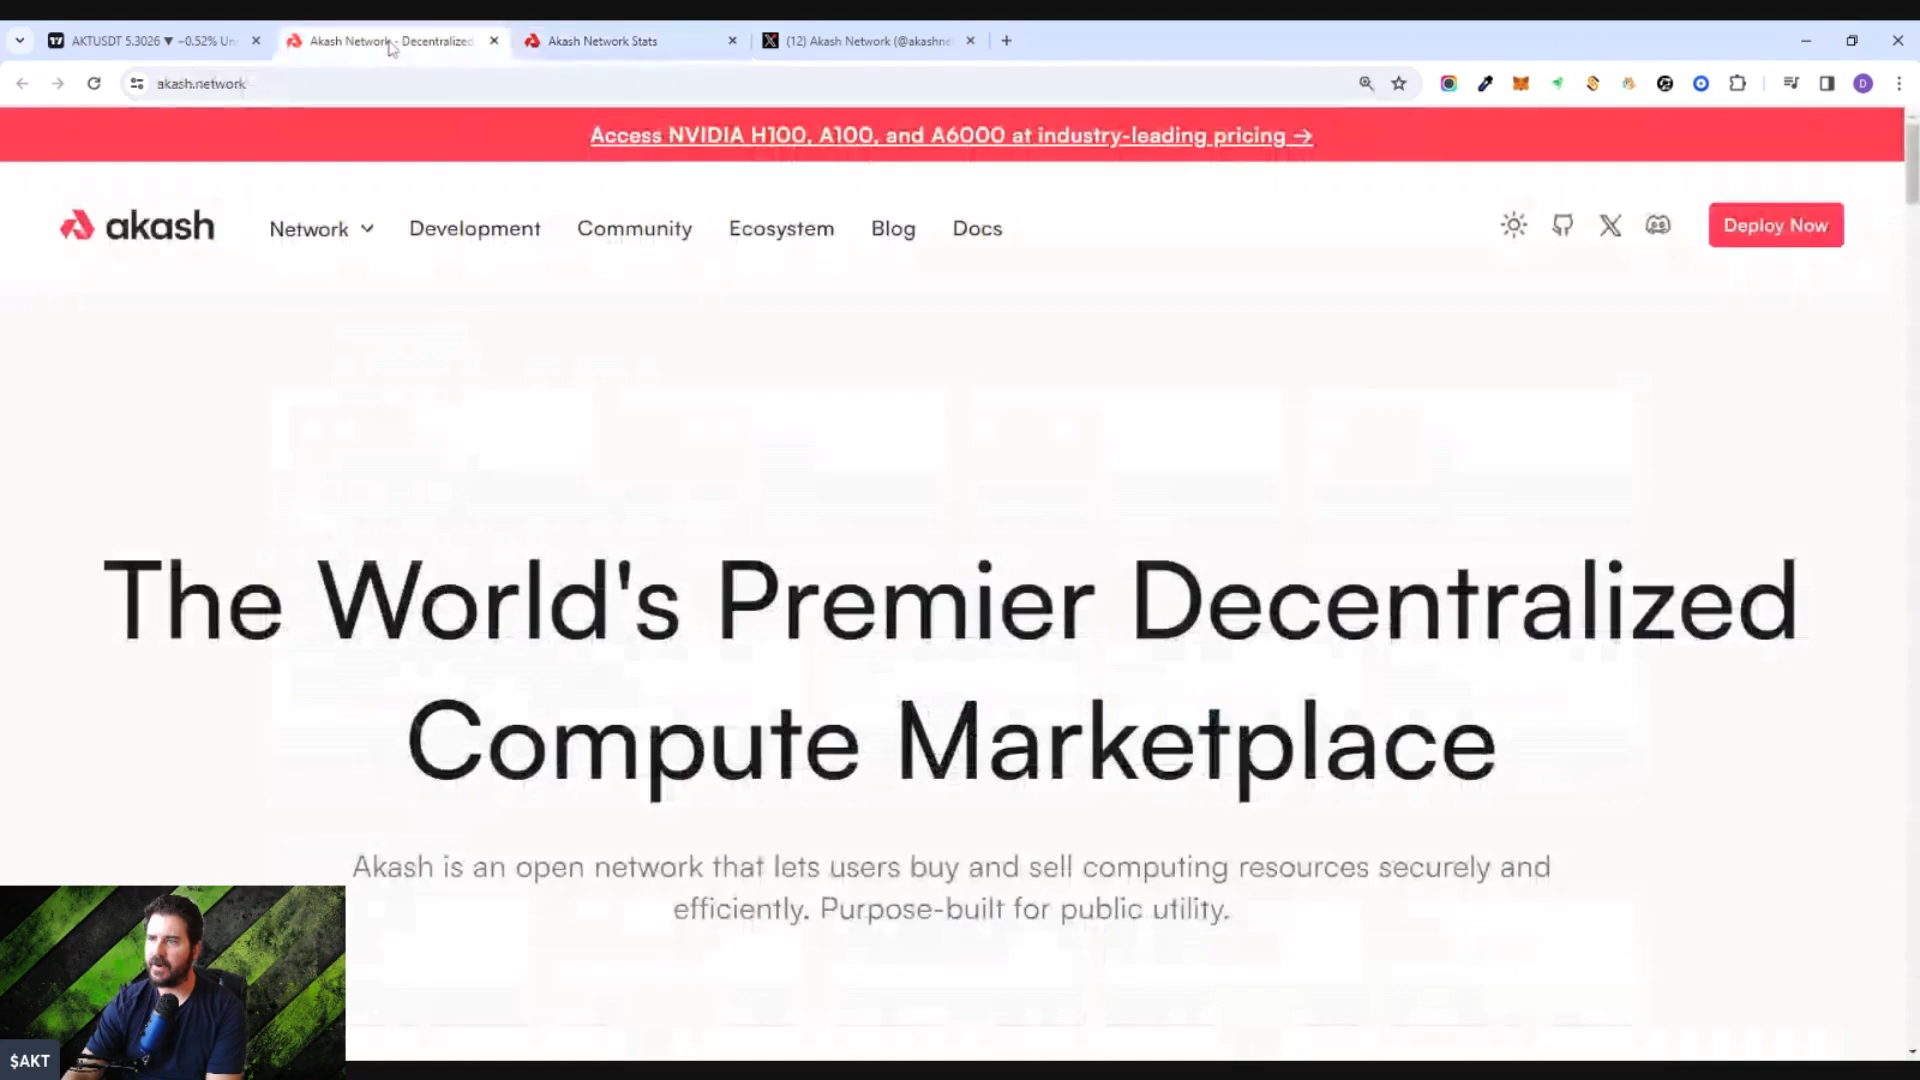 AKTUSDT 5.3026 ▼ −0.52% Un
Akash Network - Decentralized
Akash Network Stats
(12) Akash Network (@akashne
akash.network
D
Access NVIDIA H100, A100, and A6000 at industry-leading pricing →
akash
Network
Development
Community
Ecosystem
Blog
Docs
Deploy Now
The World's Premier Decentralized
Compute Marketplace
Akash is an open network that lets users buy and sell computing resources securely and
efficiently. Purpose-built for public utility.
$AKT